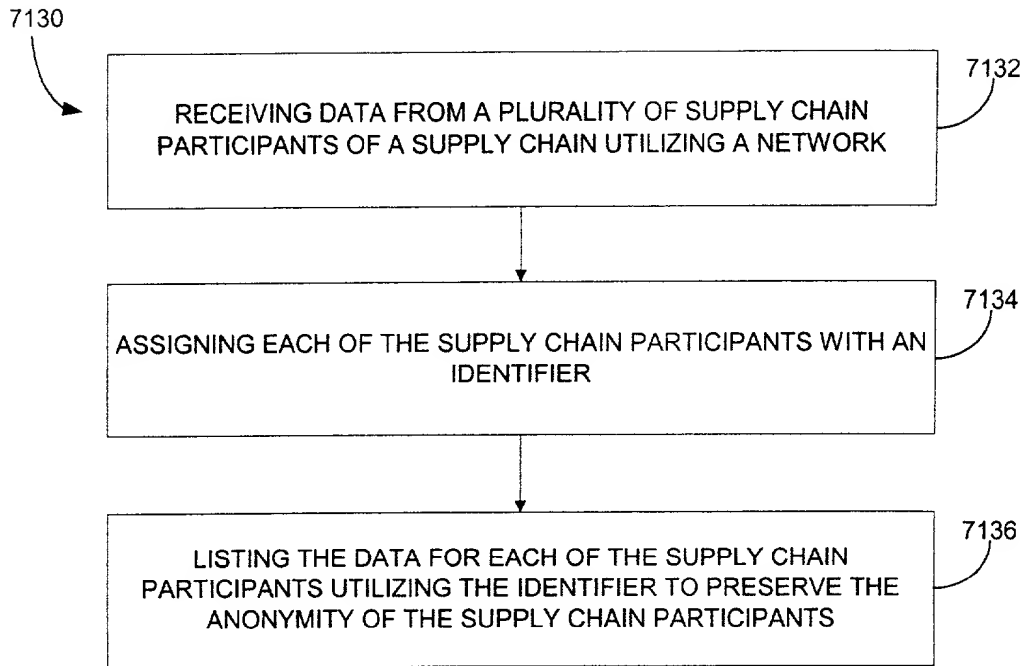 7130
7132
RECEIVING DATA FROM A PLURALITY OF SUPPLY CHAIN
PARTICIPANTS OF A SUPPLY CHAIN UTILIZING A NETWORK
7134
ASSIGNING EACH OF THE SUPPLY CHAIN PARTICIPANTS WITH AN
IDENTIFIER
7136
LISTING THE DATA FOR EACH OF THE SUPPLY CHAIN
PARTICIPANTS UTILIZING THE IDENTIFIER TO PRESERVE THE
ANONYMITY OF THE SUPPLY CHAIN PARTICIPANTS